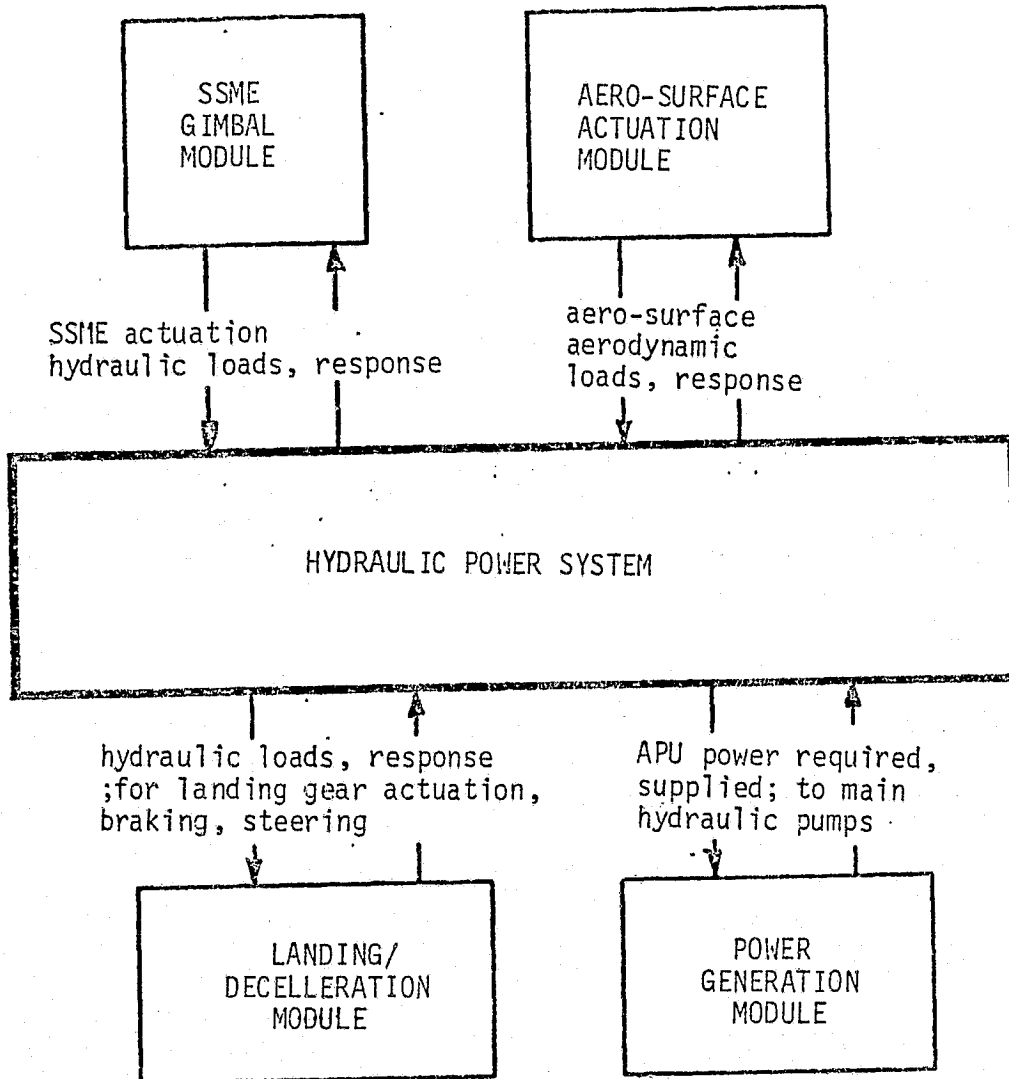 SSME
GIMBAL
MODULE
AERO-SURFACE
ACTUATION
MODULE
SSME actuation
hydraulic loads, response
aero-surface
aerodynamic
loads, response
HYDRAULIC POWER SYSTEM
hydraulic loads, response
;for landing gear actuation,
braking, steering
APU power required,
supplied; to main
hydraulic pumps
LANDING/
DECELLERATION
MODULE
POWER
GENERATION
MODULE